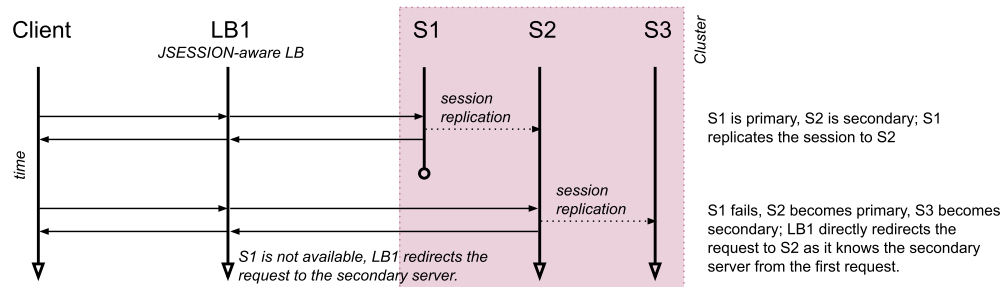 Client
LB1
S1
S2
S3
JSESSION-aware LB
Cluster
session
replication
S1 is primary, S2 is secondary; S1
replicates the session to S2
time
session
replication
S1 fails, S2 becomes primary, S3 becomes
secondary; LB1 directly redirects the
request to S2 as it knows the secondary
server from the first request.
S1 is not available, LB1 redirects the
request to the secondary server.